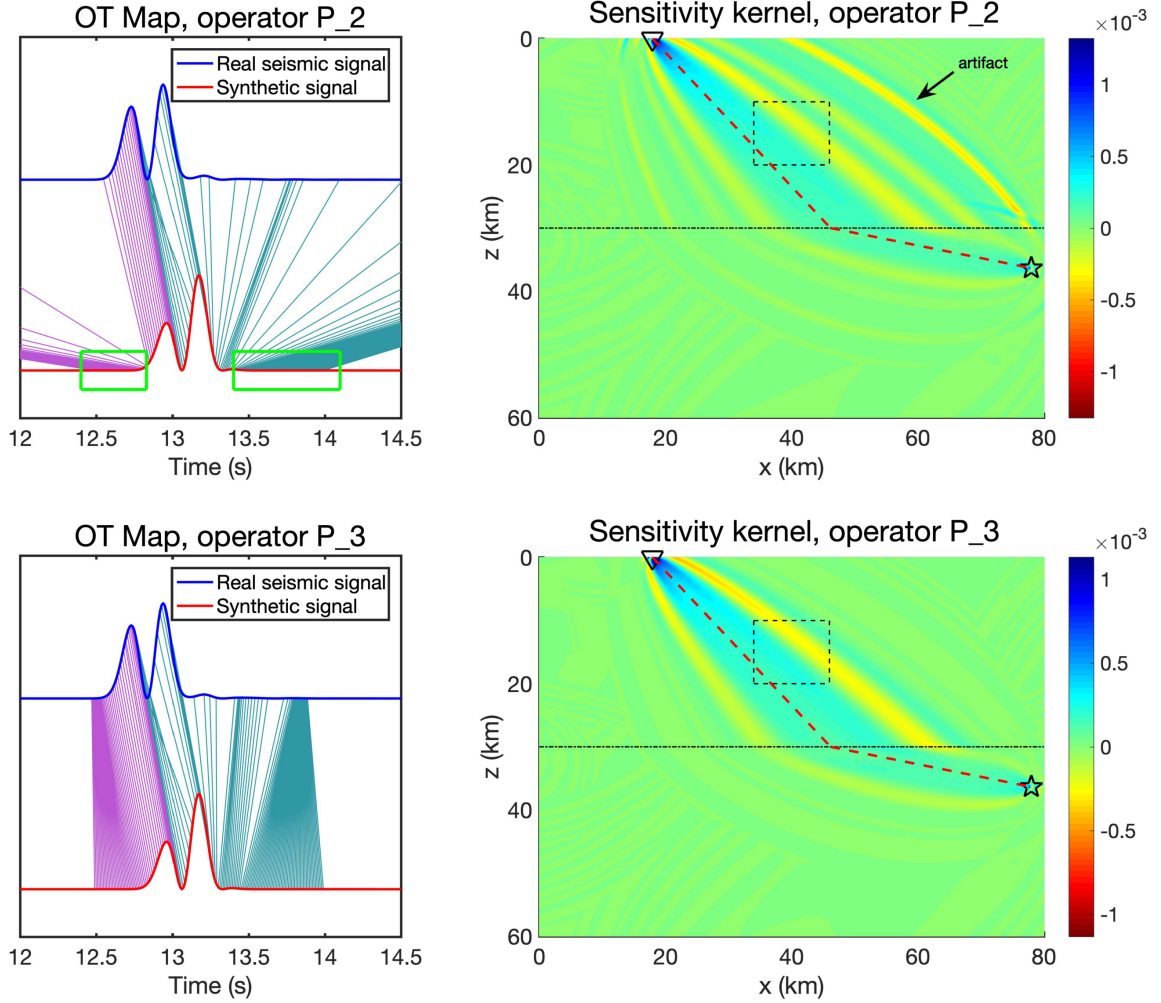 OT Map, operator P_2
Real seismic signal
Synthetic signal
12 12.5 13 13.5 14 14.5
Time (s)
Sensitivity kernel, operator P_2
×10⁻³
artifact
0
20
40
60
z (km)
0 20 40 60 80
x (km)
1
0.5
0
-0.5
-1
OT Map, operator P_3
Real seismic signal
Synthetic signal
12 12.5 13 13.5 14 14.5
Time (s)
Sensitivity kernel, operator P_3
×10⁻³
0
20
40
60
z (km)
0 20 40 60 80
x (km)
1
0.5
0
-0.5
-1